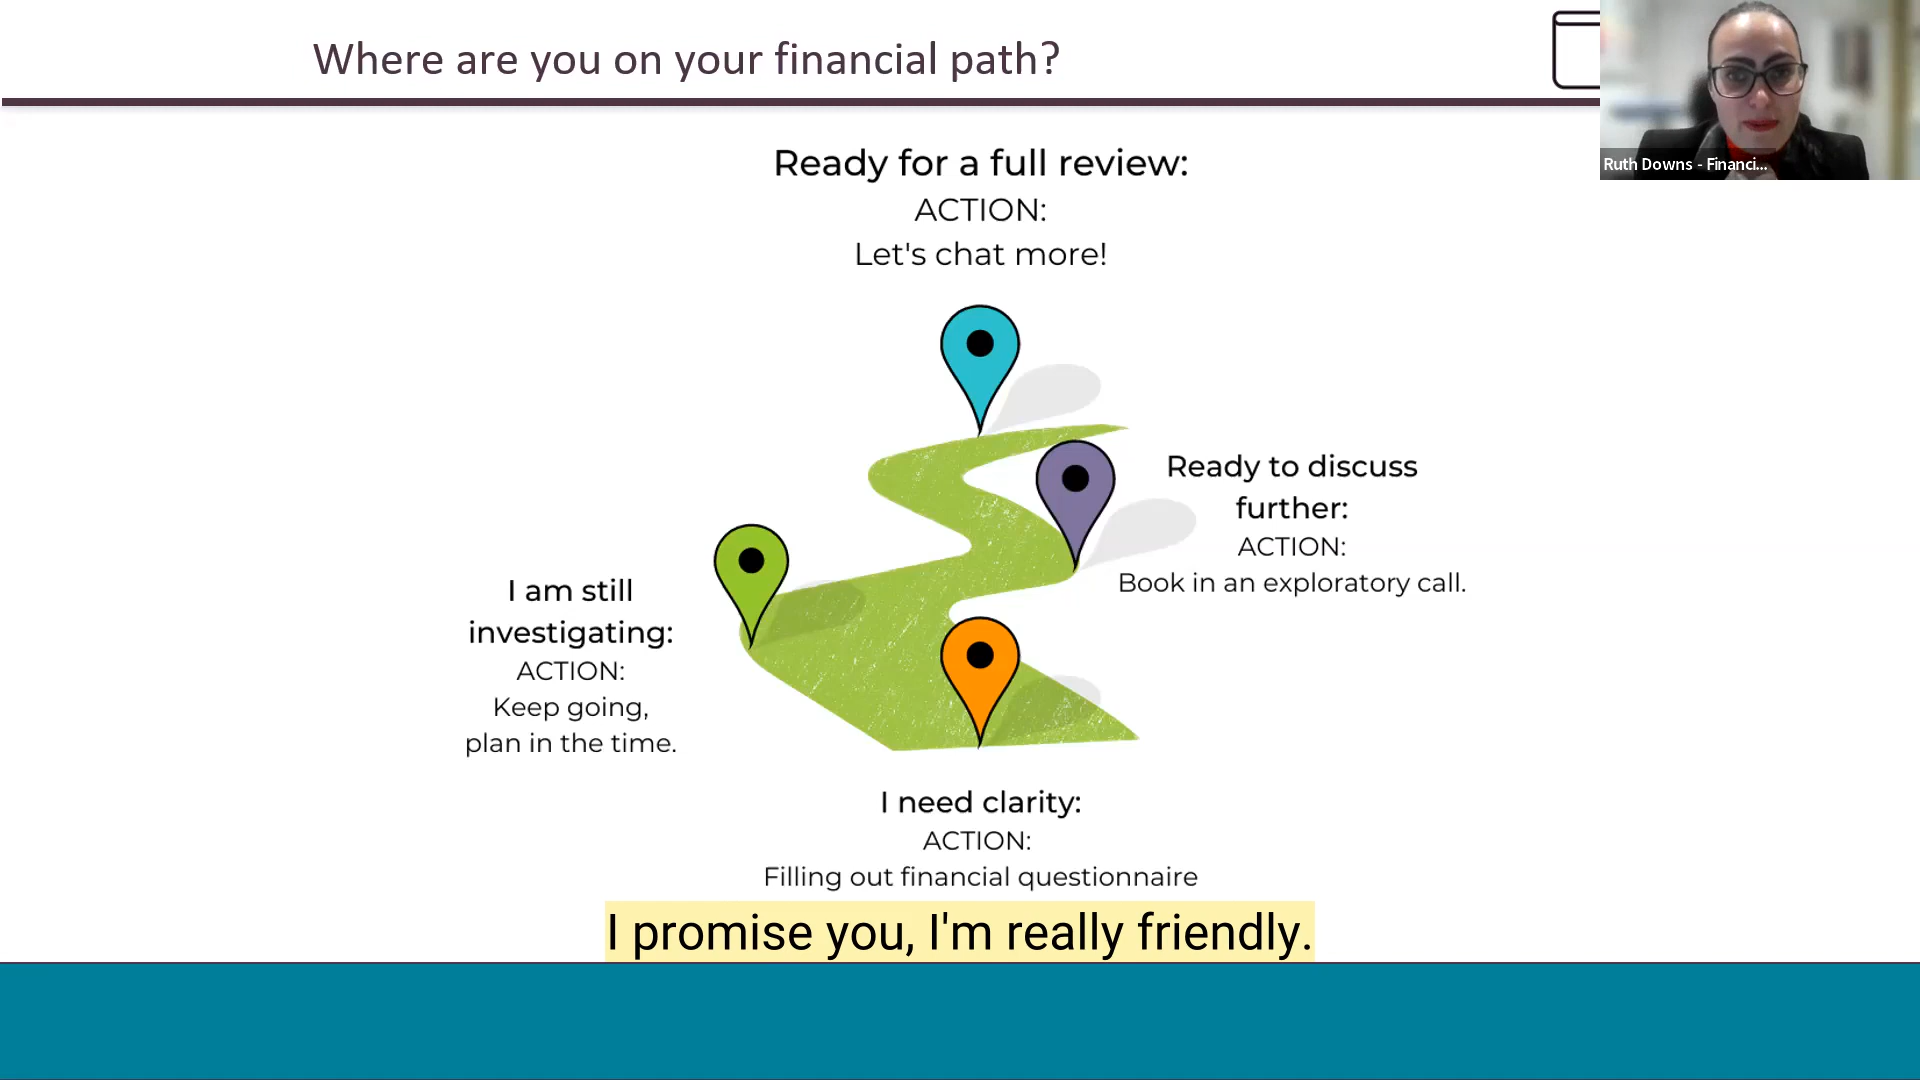 Where are you on your financial path?
Ruth Downs - Financi...
Ready for a full review:
ACTION:
Let's chat more!
Ready to discuss
further:
ACTION:
Book in an exploratory call.
I am still
investigating:
ACTION:
Keep going,
plan in the time.
I need clarity:
ACTION:
Filling out financial questionnaire
I promise you, I'm really friendly.